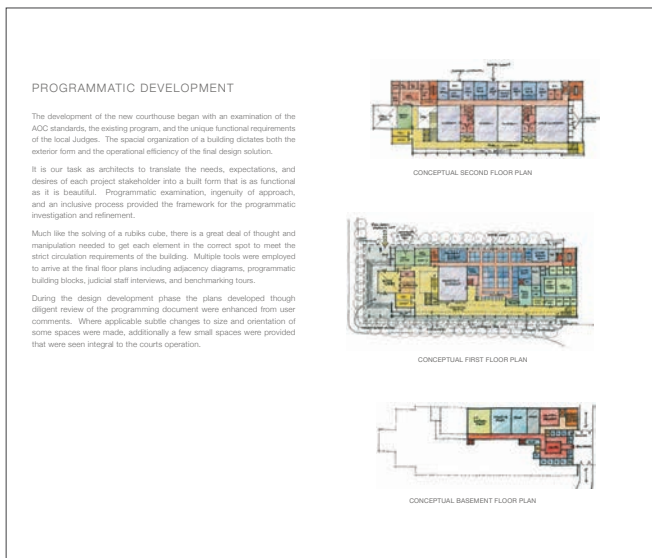 PROGRAMMATIC DEVELOPMENT
The development of the new courthouse began with an examination of the
AOC standards, the existing program, and the unique functional requirements
of the local Judges.  The spacial organization of a building dictates both the
exterior form and the operational efficiency of the final design solution.
It is our task as architects to translate the needs, expectations, and
desires of each project stakeholder into a built form that is as functional
as it is beautiful.  Programmatic examination, ingenuity of approach,
and an inclusive process provided the framework for the programmatic
investigation and refinement.
Much like the solving of a rubiks cube, there is a great deal of thought and
manipulation needed to get each element in the correct spot to meet the
strict circulation requirements of the building.  Multiple tools were employed
to arrive at the final floor plans including adjacency diagrams, programmatic
building blocks, judicial staff interviews, and benchmarking tours.
During the design development phase the plans developed though
diligent review of the programming document were enhanced from user
comments.  Where applicable subtle changes to size and orientation of
some spaces were made, additionally a few small spaces were provided
that were seen integral to the courts operation.
CONCEPTUAL SECOND FLOOR PLAN
CONCEPTUAL FIRST FLOOR PLAN
CONCEPTUAL BASEMENT FLOOR PLAN